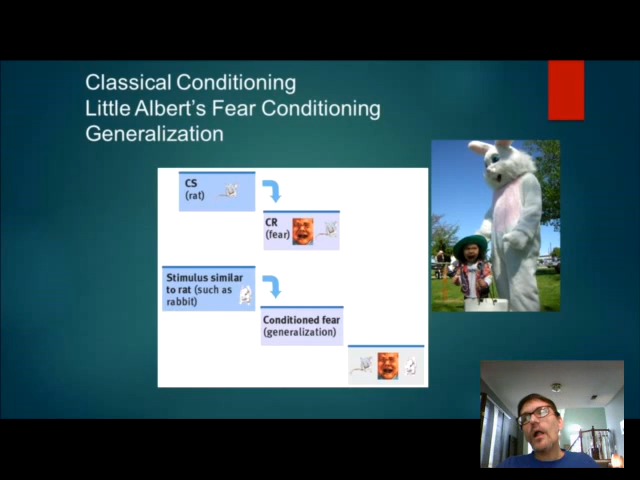 Classical Conditioning
Little Albert's Fear Conditioning
Generalization
CS
(rat)
CR
(fear)
Stimulus similar
to rat (such as
rabbit)
Conditioned fear
(generalization)